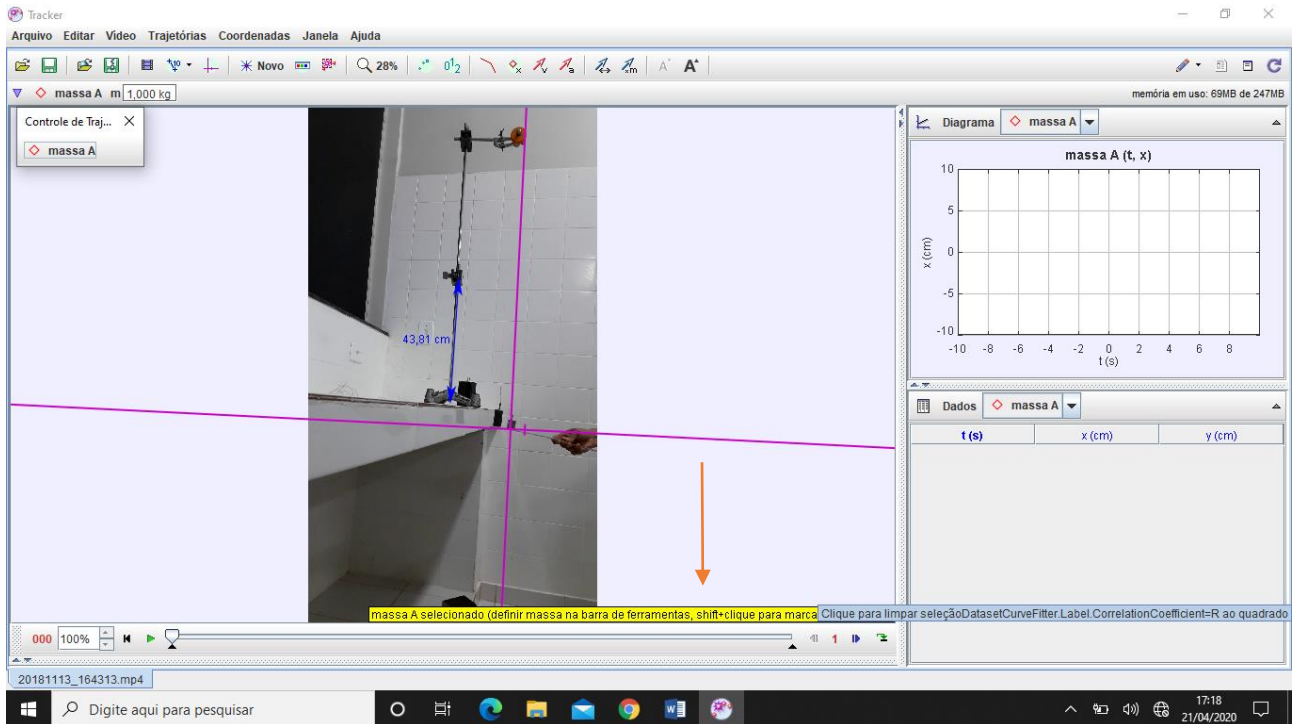 Tracker
Arquivo Editar Video Trajetórias Coordenadas Janela Ajuda
Novo 28%
massa A m 1,000 kg memória em uso: 69MB de 247MB
Controle de Traj...
massa A
43,81 cm
Diagrama massa A
massa A (t, x)
10
5
0
-5
-10
x (cm)
-10 -8 -6 -4 -2 0 2 4 6 8
t (s)
Dados massa A
t (s) x (cm) y (cm)
massa A selecionado (definir massa na barra de ferramentas, shift+clique para marca
Clique para limpar seleçãoDatasetCurveFitter.Label.CorrelationCoefficient=R ao quadrado
000 100% 1
20181113_164313.mp4
Digite aqui para pesquisar
17:18
21/04/2020